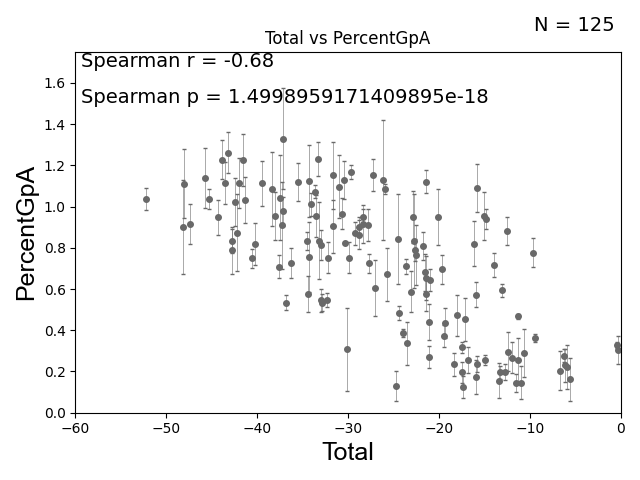 N = 125
Total vs PercentGpA
Spearman r = -0.68
Spearman p = 1.4998959171409895e-18
PercentGpA
1.6
1.4
1.2
1.0
0.8
0.6
0.4
0.2
0.0
−60 −50 −40 −30 −20 −10 0
Total